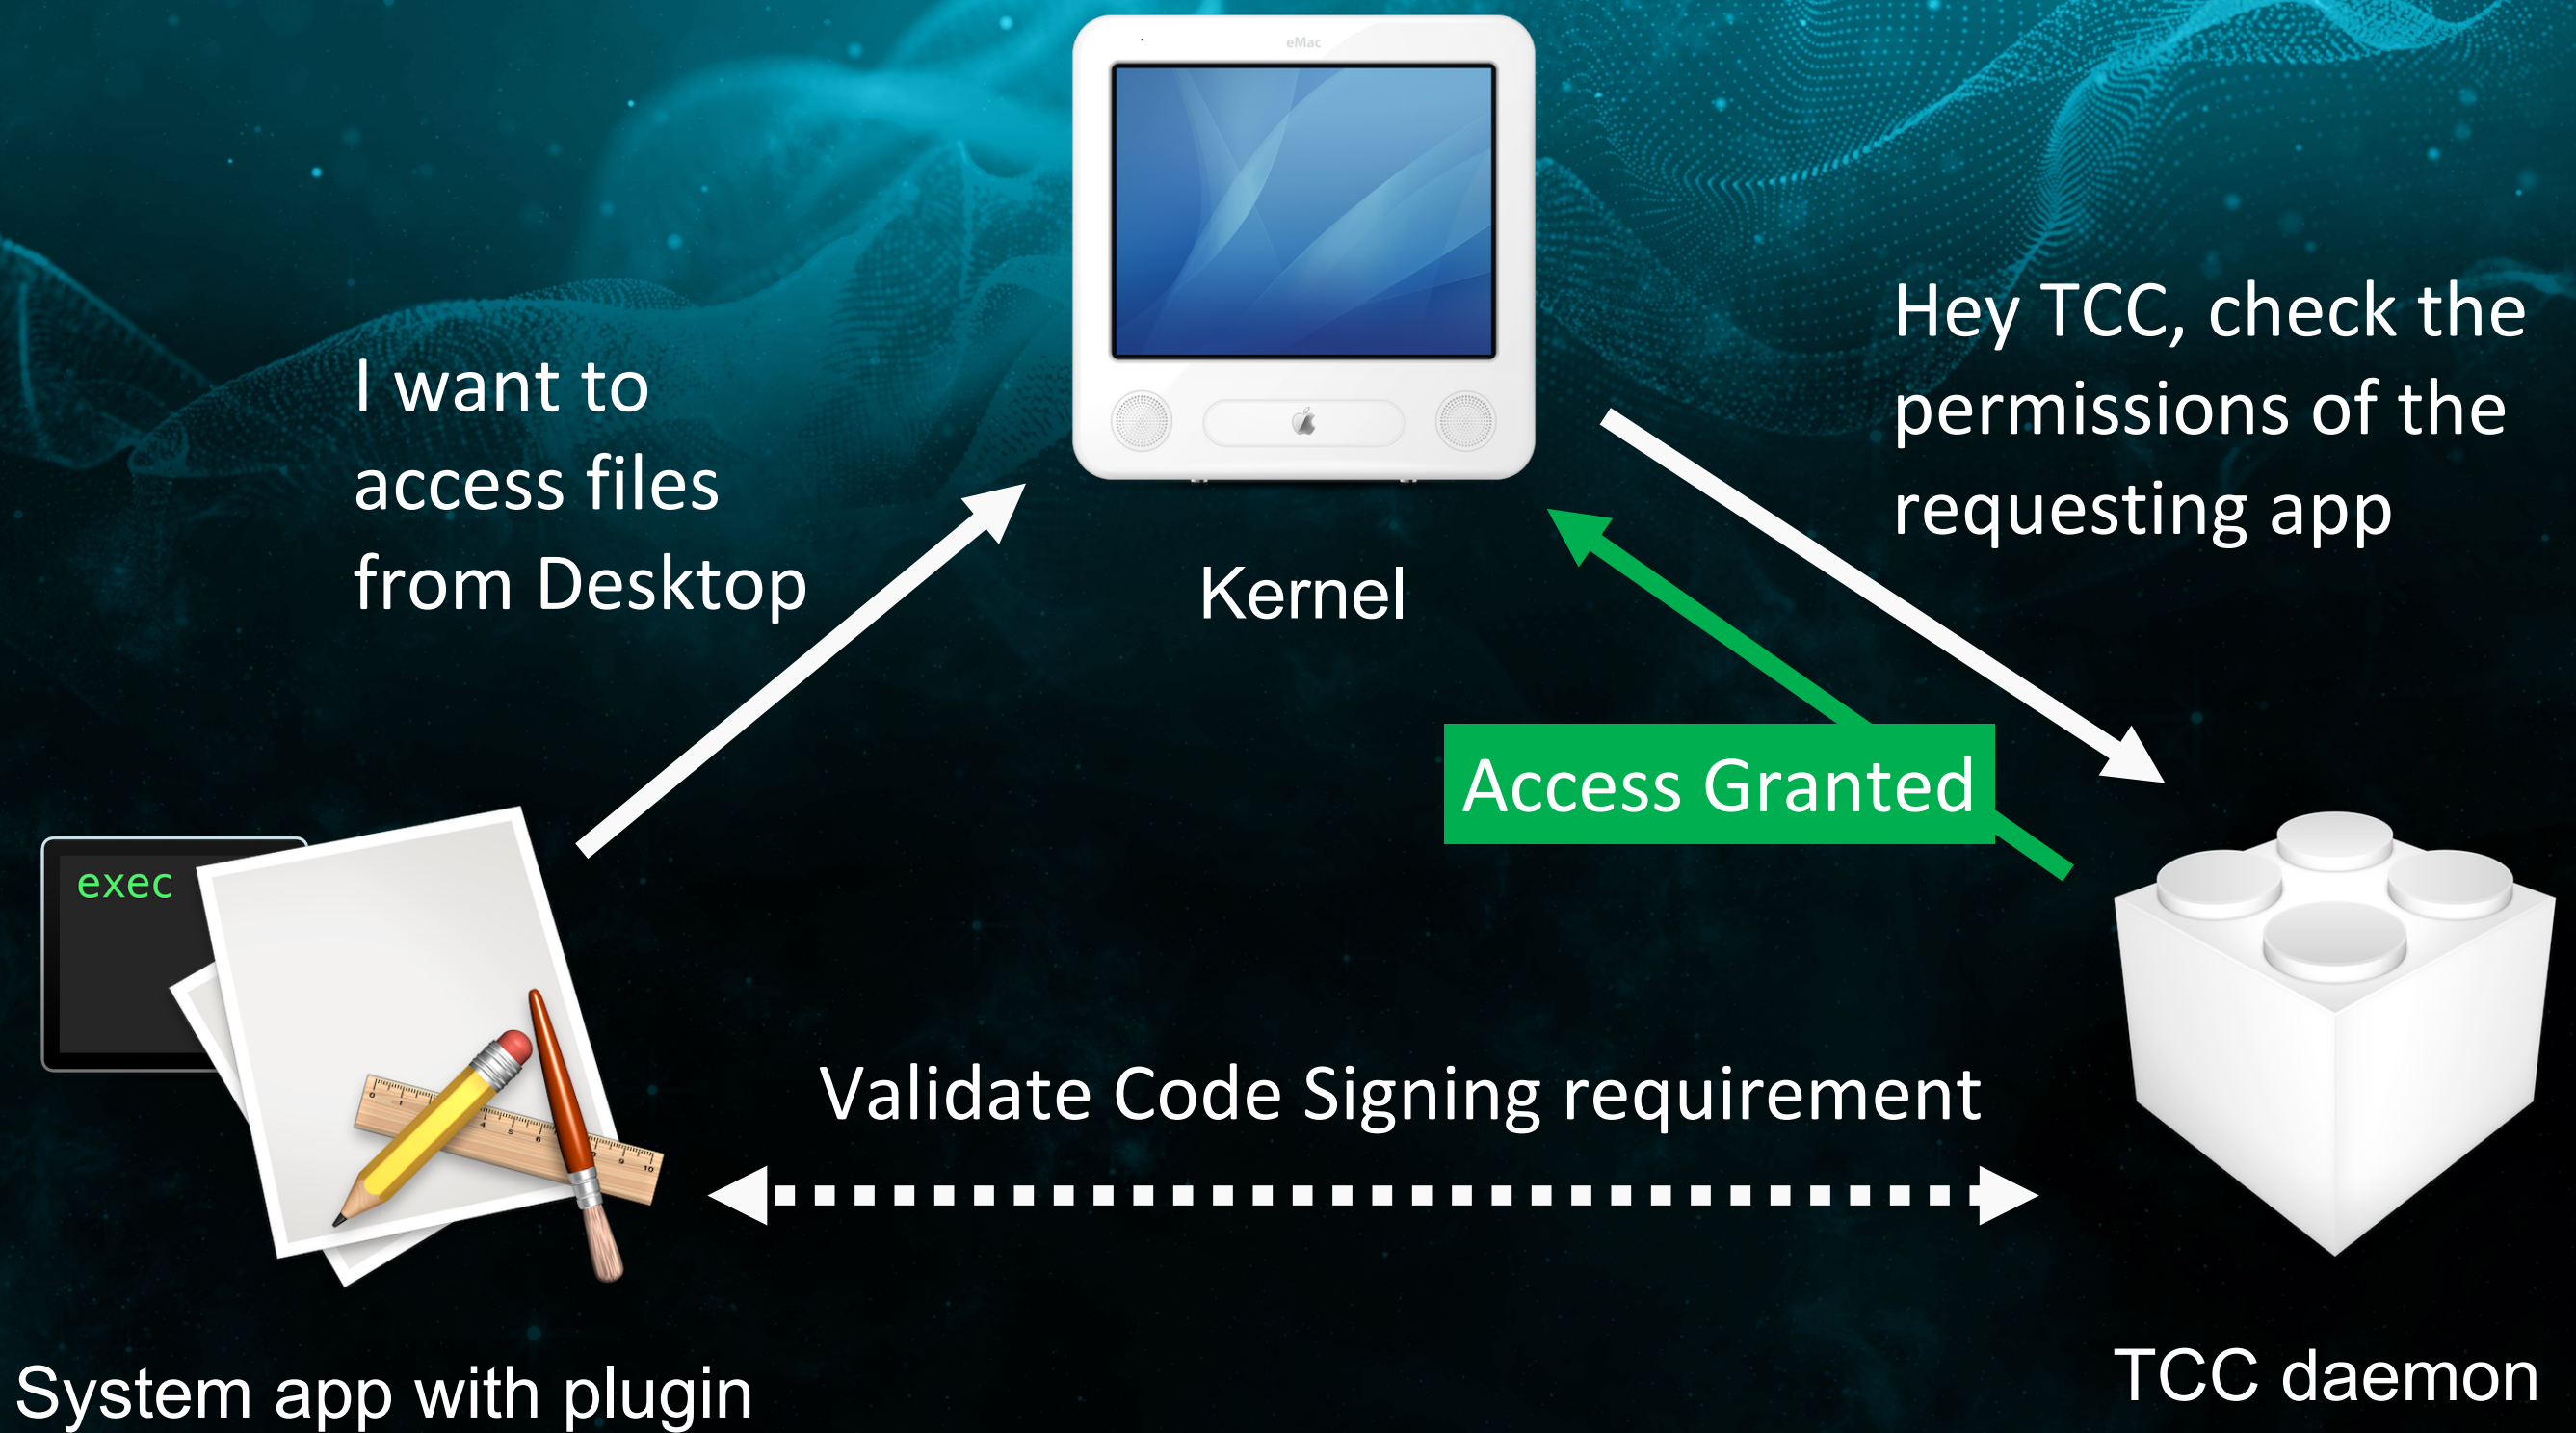 eMac
I want to
access files
from Desktop
Hey TCC, check the
permissions of the
requesting app
Kernel
Access Granted
exec
Validate Code Signing requirement
System app with plugin
TCC daemon